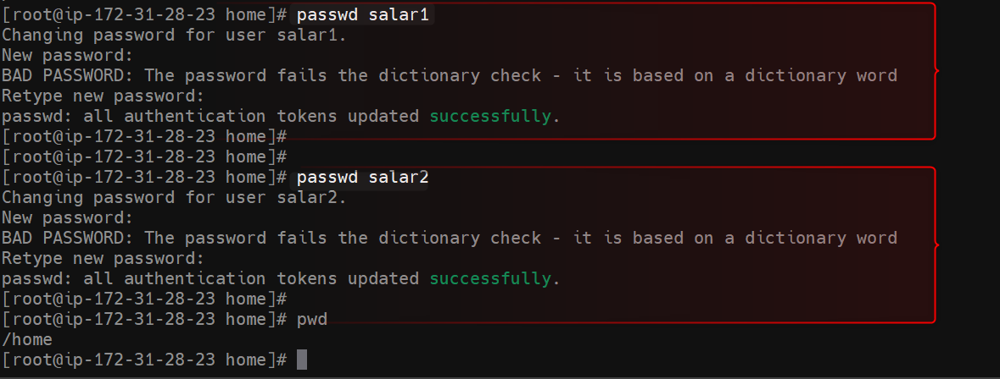 [root@ip-172-31-28-23 home]# passwd salar1
Changing password for user salar1.
New password:
BAD PASSWORD: The password fails the dictionary check - it is based on a dictionary word
Retype new password:
passwd: all authentication tokens updated successfully.
[root@ip-172-31-28-23 home]#
[root@ip-172-31-28-23 home]#
[root@ip-172-31-28-23 home]# passwd salar2
Changing password for user salar2.
New password:
BAD PASSWORD: The password fails the dictionary check - it is based on a dictionary word
Retype new password:
passwd: all authentication tokens updated successfully.
[root@ip-172-31-28-23 home]#
[root@ip-172-31-28-23 home]# pwd
/home
[root@ip-172-31-28-23 home]#